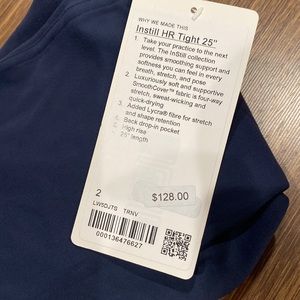 WHY WE MADE THIS
Instill HR Tight 25"
1. Take your practice to the next
level. The InStill collection
provides smoothing support and
softness you can feel in every
breath, stretch, and pose
2. Luxuriously soft and supportive
SmoothCover™ fabric is four-way
stretch, sweat-wicking and
quick-drying
3. Added Lycra® fibre for stretch
and shape retention
4. Back drop-in pocket
High rise
25" length
2
$128.00
LW5DJTS TRNV
000136476627